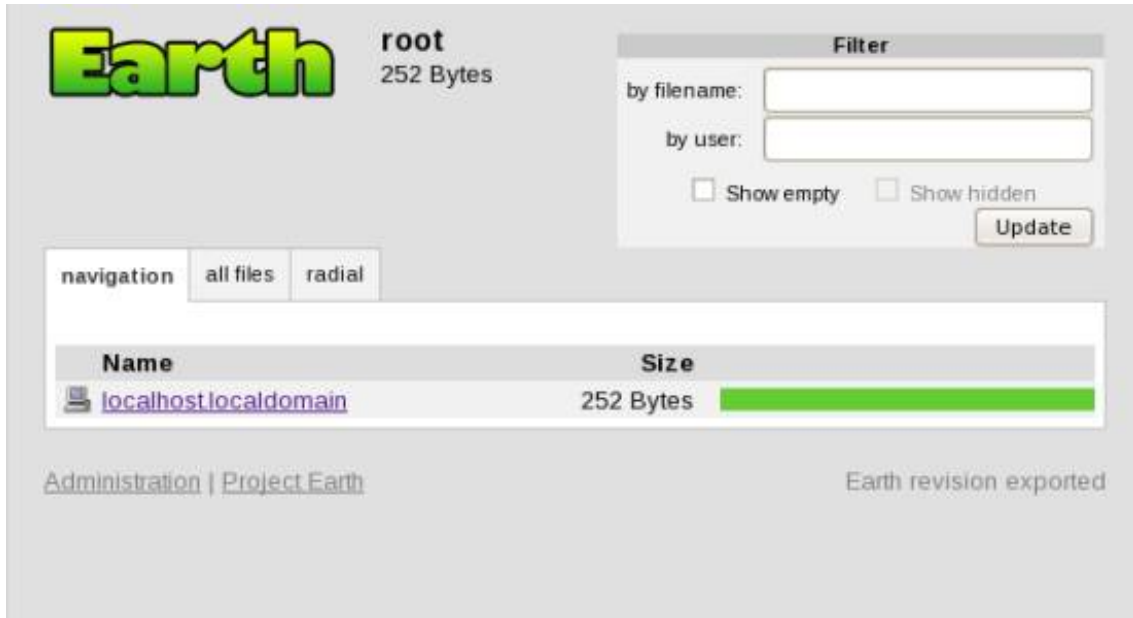 Earth
root
252 Bytes
Filter
by filename:
by user:
Show empty Show hidden
Update
navigation all files radial
Name Size
localhost.localdomain 252 Bytes
Administration | Project Earth Earth revision exported